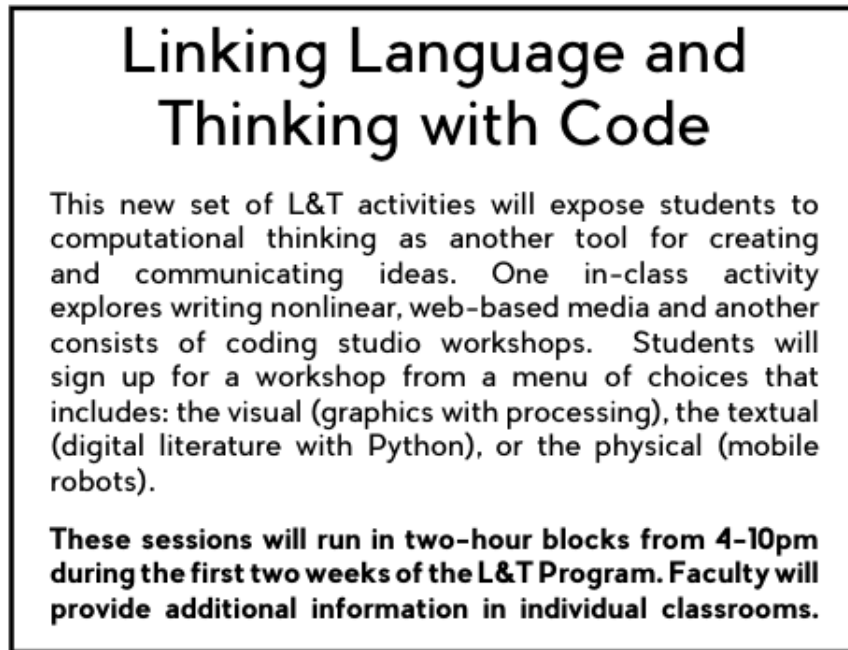 Linking Language and
Thinking with Code
This new set of L&T activities will expose students to
computational thinking as another tool for creating
and communicating ideas. One in-class activity
explores writing nonlinear, web-based media and another
consists of coding studio workshops. Students will
sign up for a workshop from a menu of choices that
includes: the visual (graphics with processing), the textual
(digital literature with Python), or the physical (mobile
robots).
These sessions will run in two-hour blocks from 4-10pm
during the first two weeks of the L&T Program. Faculty will
provide additional information in individual classrooms.